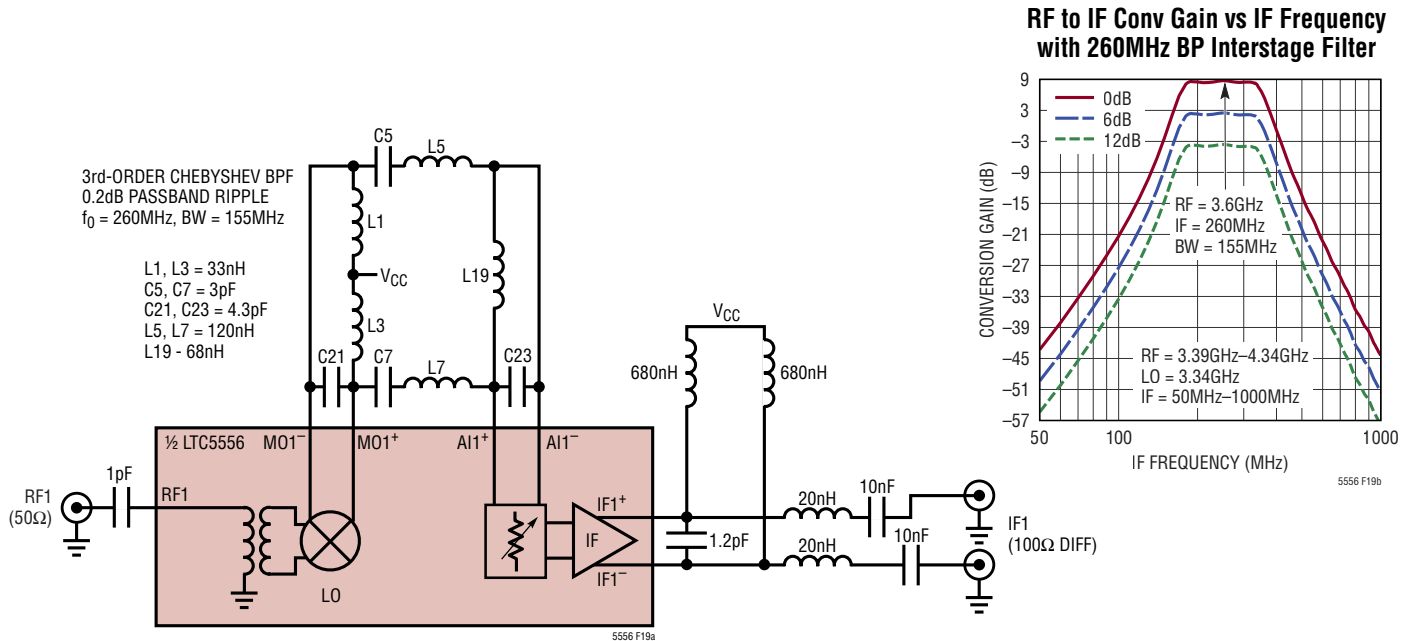 RF to IF Conv Gain vs IF Frequency
with 260MHz BP Interstage Filter
3rd-ORDER CHEBYSHEV BPF
0.2dB PASSBAND RIPPLE
f0 = 260MHz, BW = 155MHz
L1, L3 = 33nH
C5, C7 = 3pF
C21, C23 = 4.3pF
L5, L7 = 120nH
L19 - 68nH
C5
L5
L1
VCC
L19
L3
C21
C7
L7
C23
VCC
680nH
680nH
½ LTC5556
MO1–
MO1+
AI1+
AI1–
RF1
(50Ω)
1pF
RF1
LO
IF
IF1+
IF1–
1.2pF
20nH
10nF
20nH
10nF
IF1
(100Ω DIFF)
5556 F19a
9
3
–3
–9
–15
–21
–27
–33
–39
–45
–51
–57
CONVERSION GAIN (dB)
0dB
6dB
12dB
RF = 3.6GHz
IF = 260MHz
BW = 155MHz
RF = 3.39GHz–4.34GHz
LO = 3.34GHz
IF = 50MHz–1000MHz
50
100
1000
IF FREQUENCY (MHz)
5556 F19b